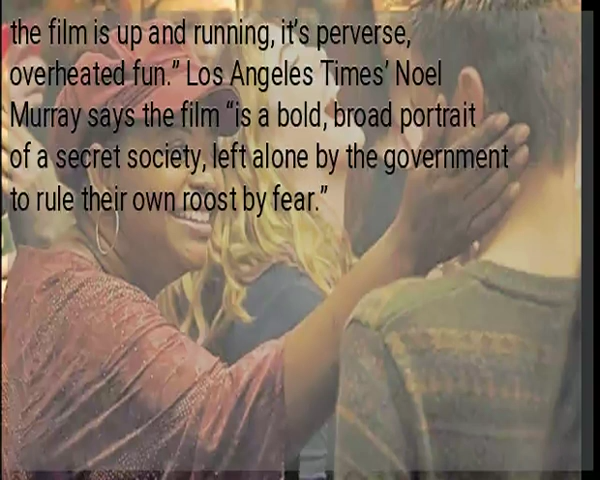 the film is up and running, it's perverse,
overheated fun.” Los Angeles Times’ Noel
Murray says the film “is a bold, broad portrait
of a secret society, left alone by the government
to rule their own roost by fear.”